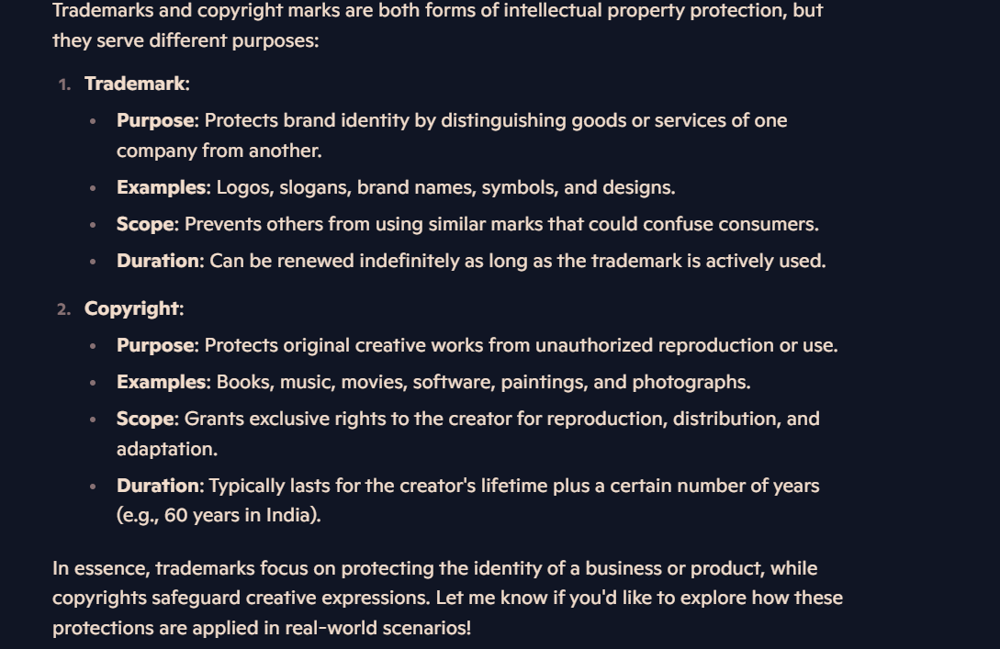 Trademarks and copyright marks are both forms of intellectual property protection, but
they serve different purposes:
1. Trademark:
• Purpose: Protects brand identity by distinguishing goods or services of one
company from another.
• Examples: Logos, slogans, brand names, symbols, and designs.
• Scope: Prevents others from using similar marks that could confuse consumers.
• Duration: Can be renewed indefinitely as long as the trademark is actively used.
2. Copyright:
• Purpose: Protects original creative works from unauthorized reproduction or use.
• Examples: Books, music, movies, software, paintings, and photographs.
• Scope: Grants exclusive rights to the creator for reproduction, distribution, and
adaptation.
• Duration: Typically lasts for the creator's lifetime plus a certain number of years
(e.g., 60 years in India).
In essence, trademarks focus on protecting the identity of a business or product, while
copyrights safeguard creative expressions. Let me know if you'd like to explore how these
protections are applied in real-world scenarios!